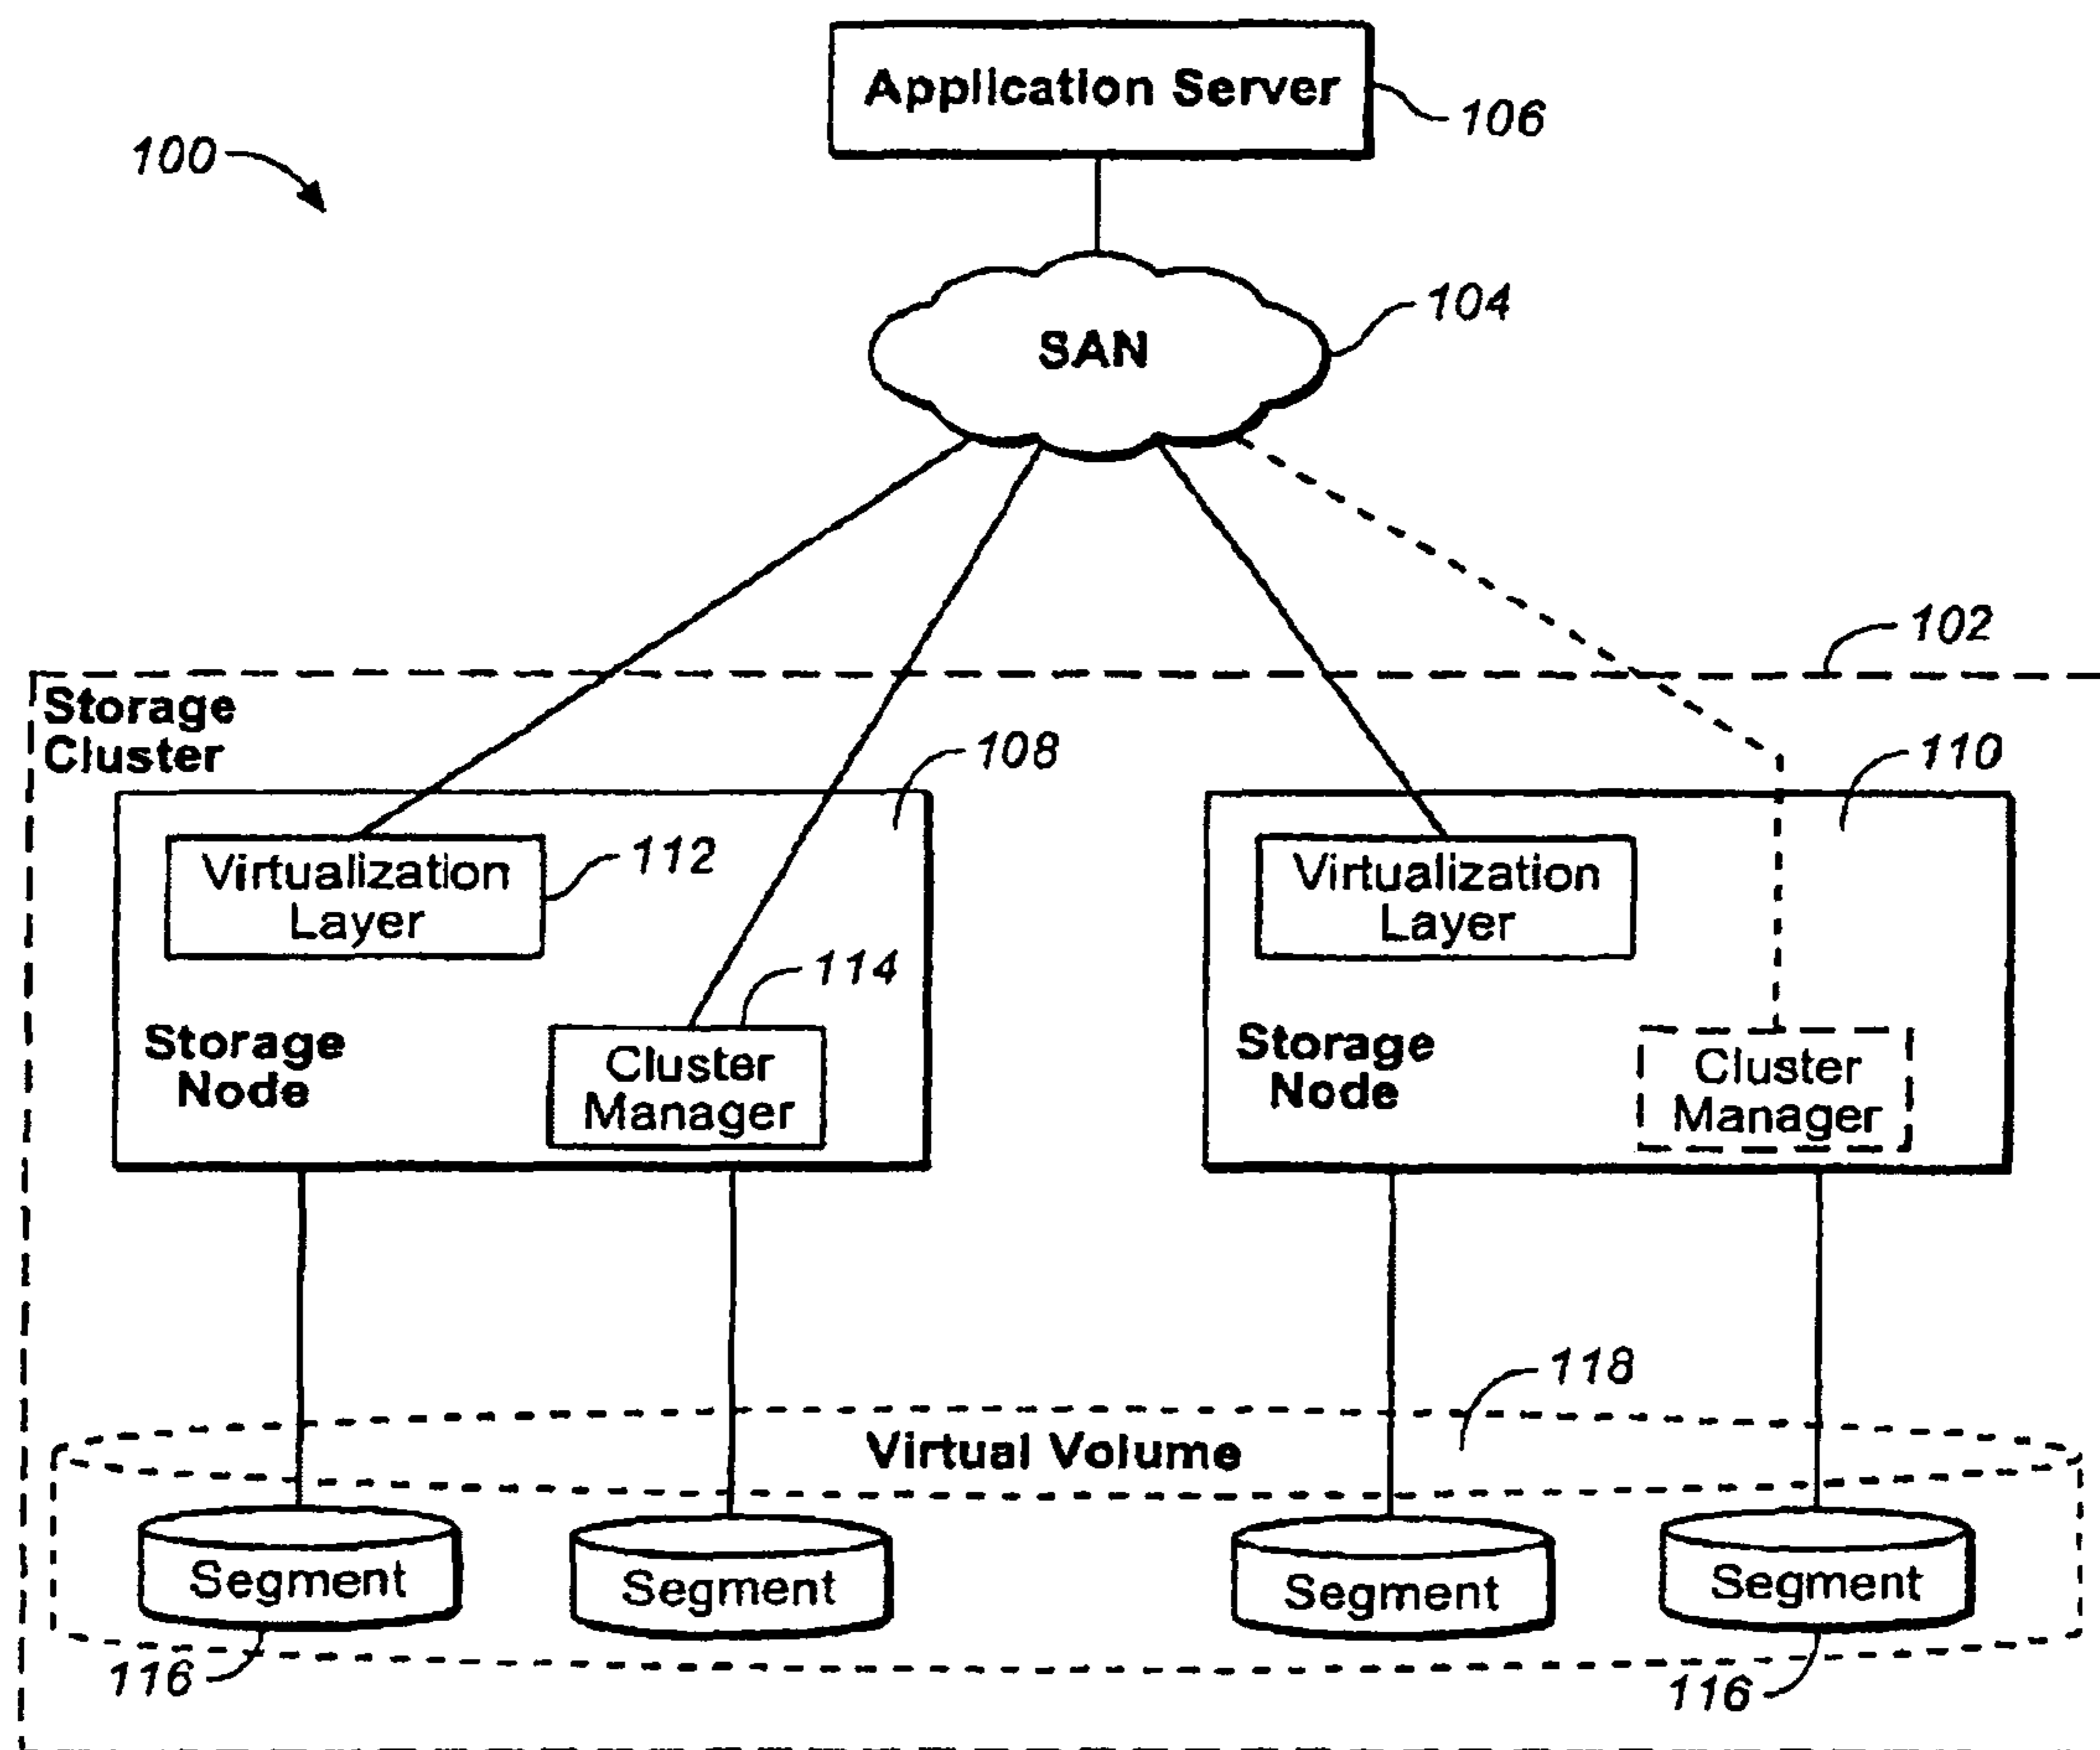 Application Server
106
100
104
SAN
102
Storage
Cluster
108
110
Virtualization
Layer
112
Virtualization
Layer
114
Storage
Node
Cluster
Manager
Storage
Node
Cluster
Manager
118
Virtual Volume
Segment
Segment
Segment
Segment
116
116